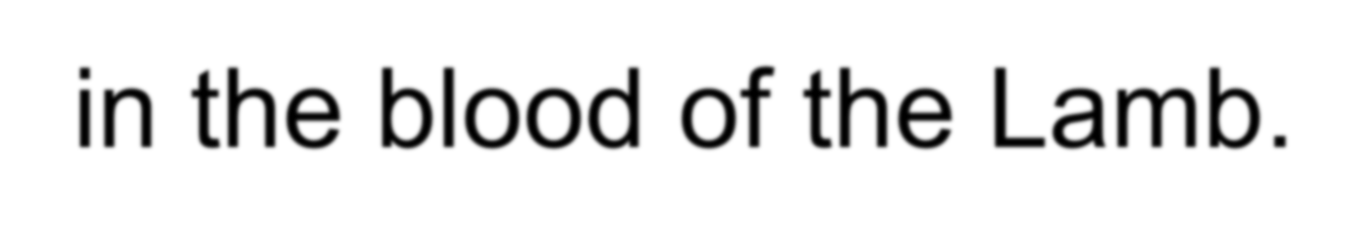 in the blood of the Lamb.